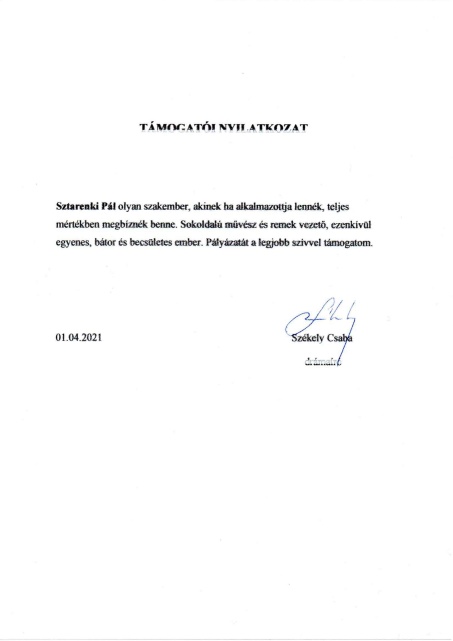 TÁMOGATÓI NYILATKOZAT
Sztarenki Pál olyan szakember, akinek ha alkalmazottja lennék, teljes
mértékben megbíznék benne. Sokoldalú művész és remek vezető, ezenkívül
egyenes, bátor és becsületes ember. Pályázatát a legjobb szívvel támogatom.
01.04.2021
Székely Csaba
drámaíró